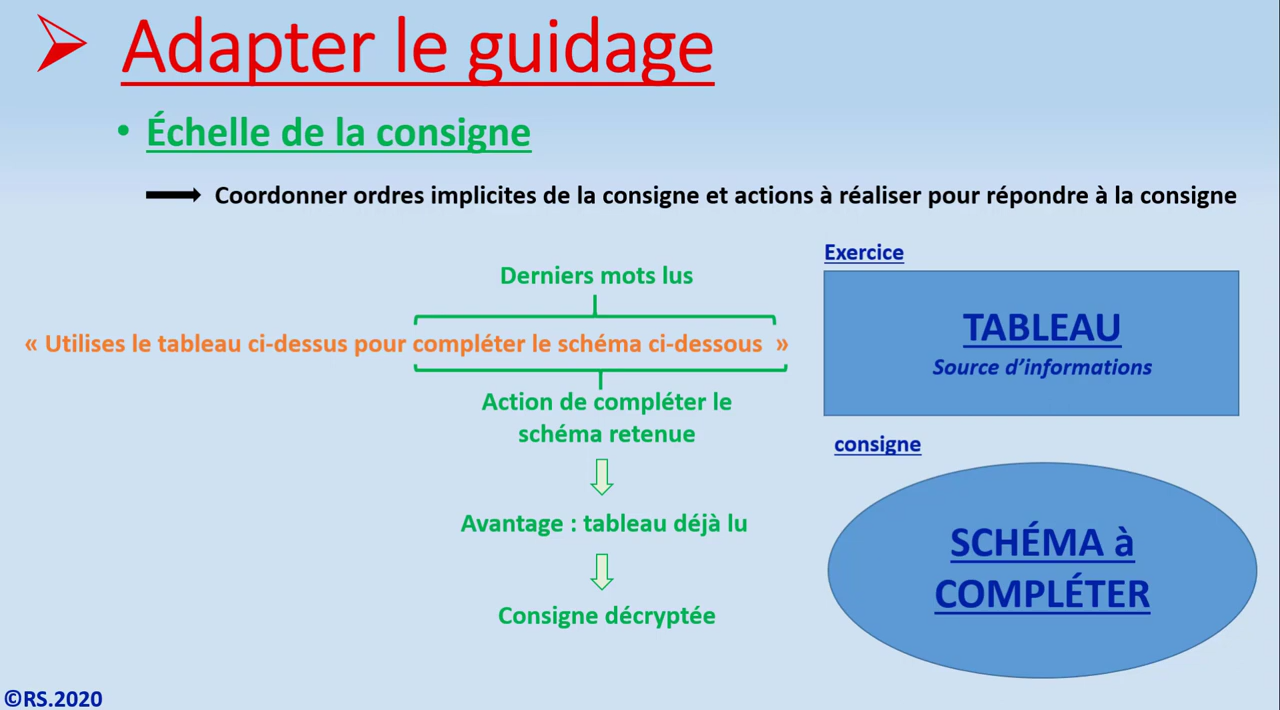 Adapter le guidage
• Échelle de la consigne
Coordonner ordres implicites de la consigne et actions à réaliser pour répondre à la consigne
Derniers mots lus
« Utilises le tableau ci-dessus pour compléter le schéma ci-dessous »
Action de compléter le
schéma retenue
Avantage : tableau déjà lu
Consigne décryptée
Exercice
TABLEAU
Source d'informations
consigne
SCHÉMA à
COMPLÉTER
©RS.2020